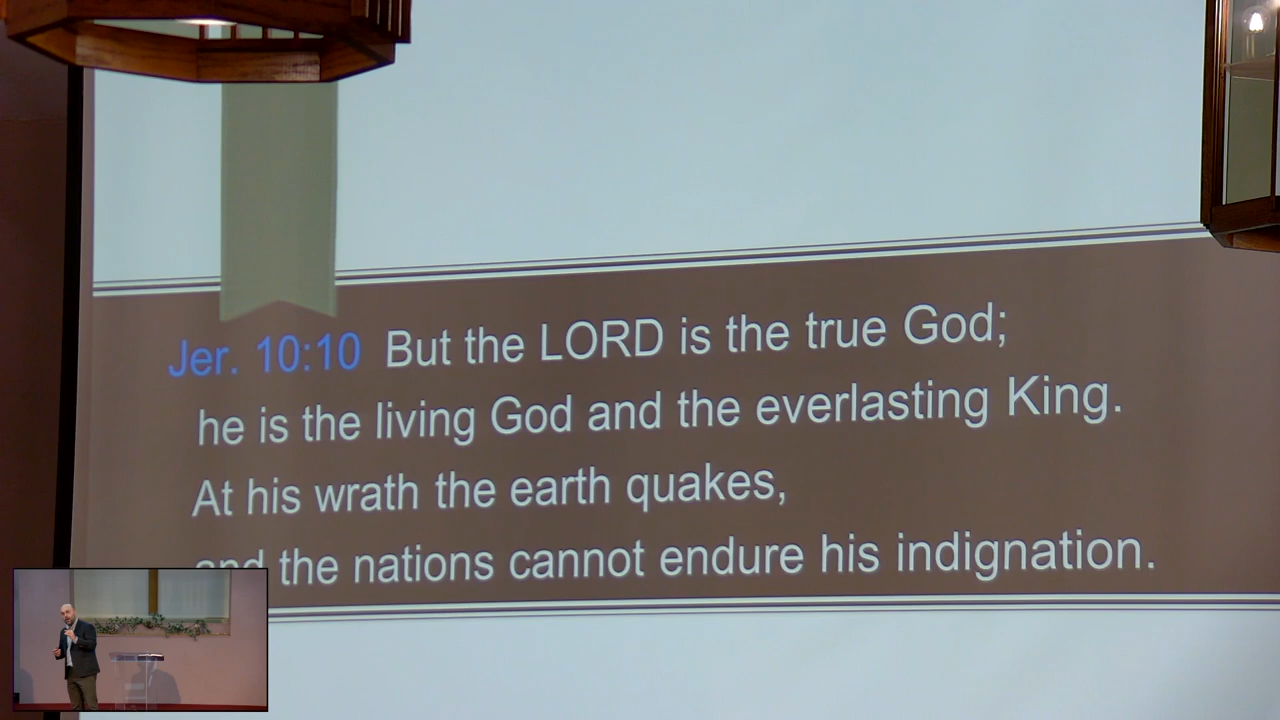 Jer. 10:10 But the LORD is the true God;
he is the living God and the everlasting King.
At his wrath the earth quakes,
and the nations cannot endure his indignation.